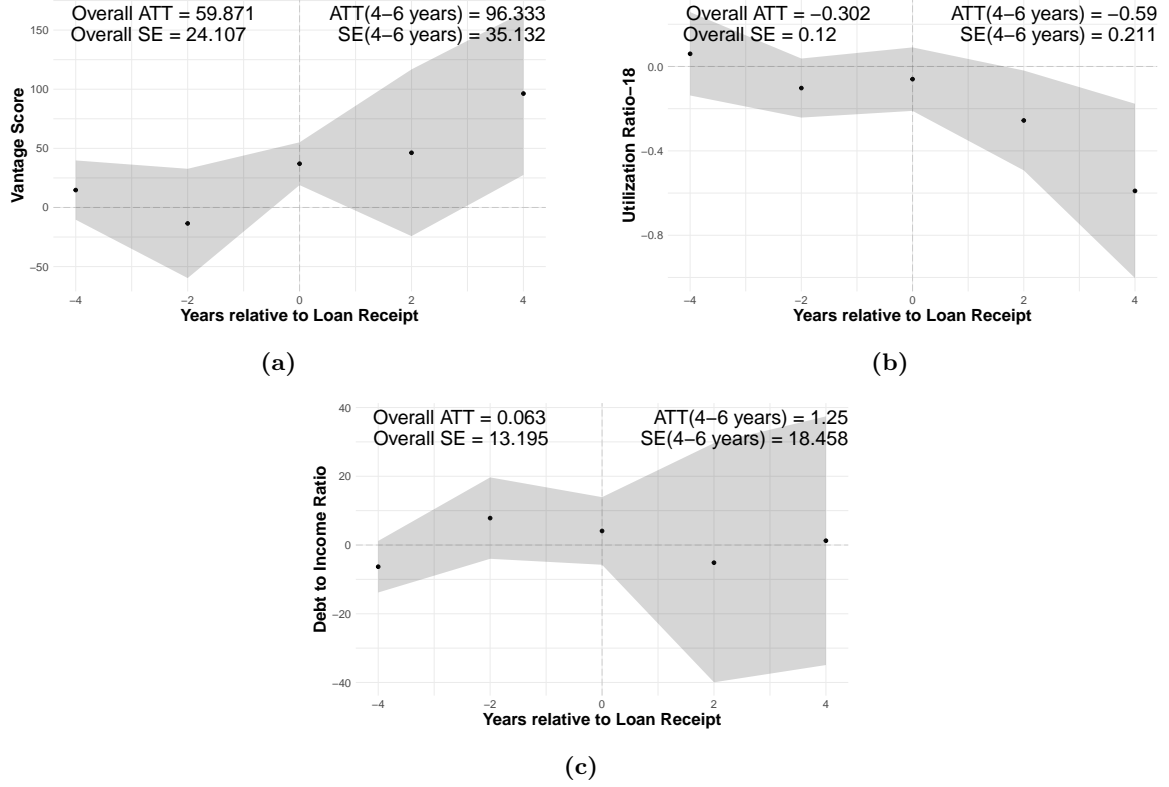 Overall ATT = 59.871
Overall SE = 24.107
ATT(4−6 years) = 96.333
SE(4−6 years) = 35.132
150
100
50
0
−50
Vantage Score
−4 −2 0 2 4
Years relative to Loan Receipt
(a)
Overall ATT = −0.302
Overall SE = 0.12
ATT(4−6 years) = −0.59
SE(4−6 years) = 0.211
0.0
−0.4
−0.8
Utilization Ratio−18
−4 −2 0 2 4
Years relative to Loan Receipt
(b)
Overall ATT = 0.063
Overall SE = 13.195
ATT(4−6 years) = 1.25
SE(4−6 years) = 18.458
40
20
0
−20
−40
Debt to Income Ratio
−4 −2 0 2 4
Years relative to Loan Receipt
(c)